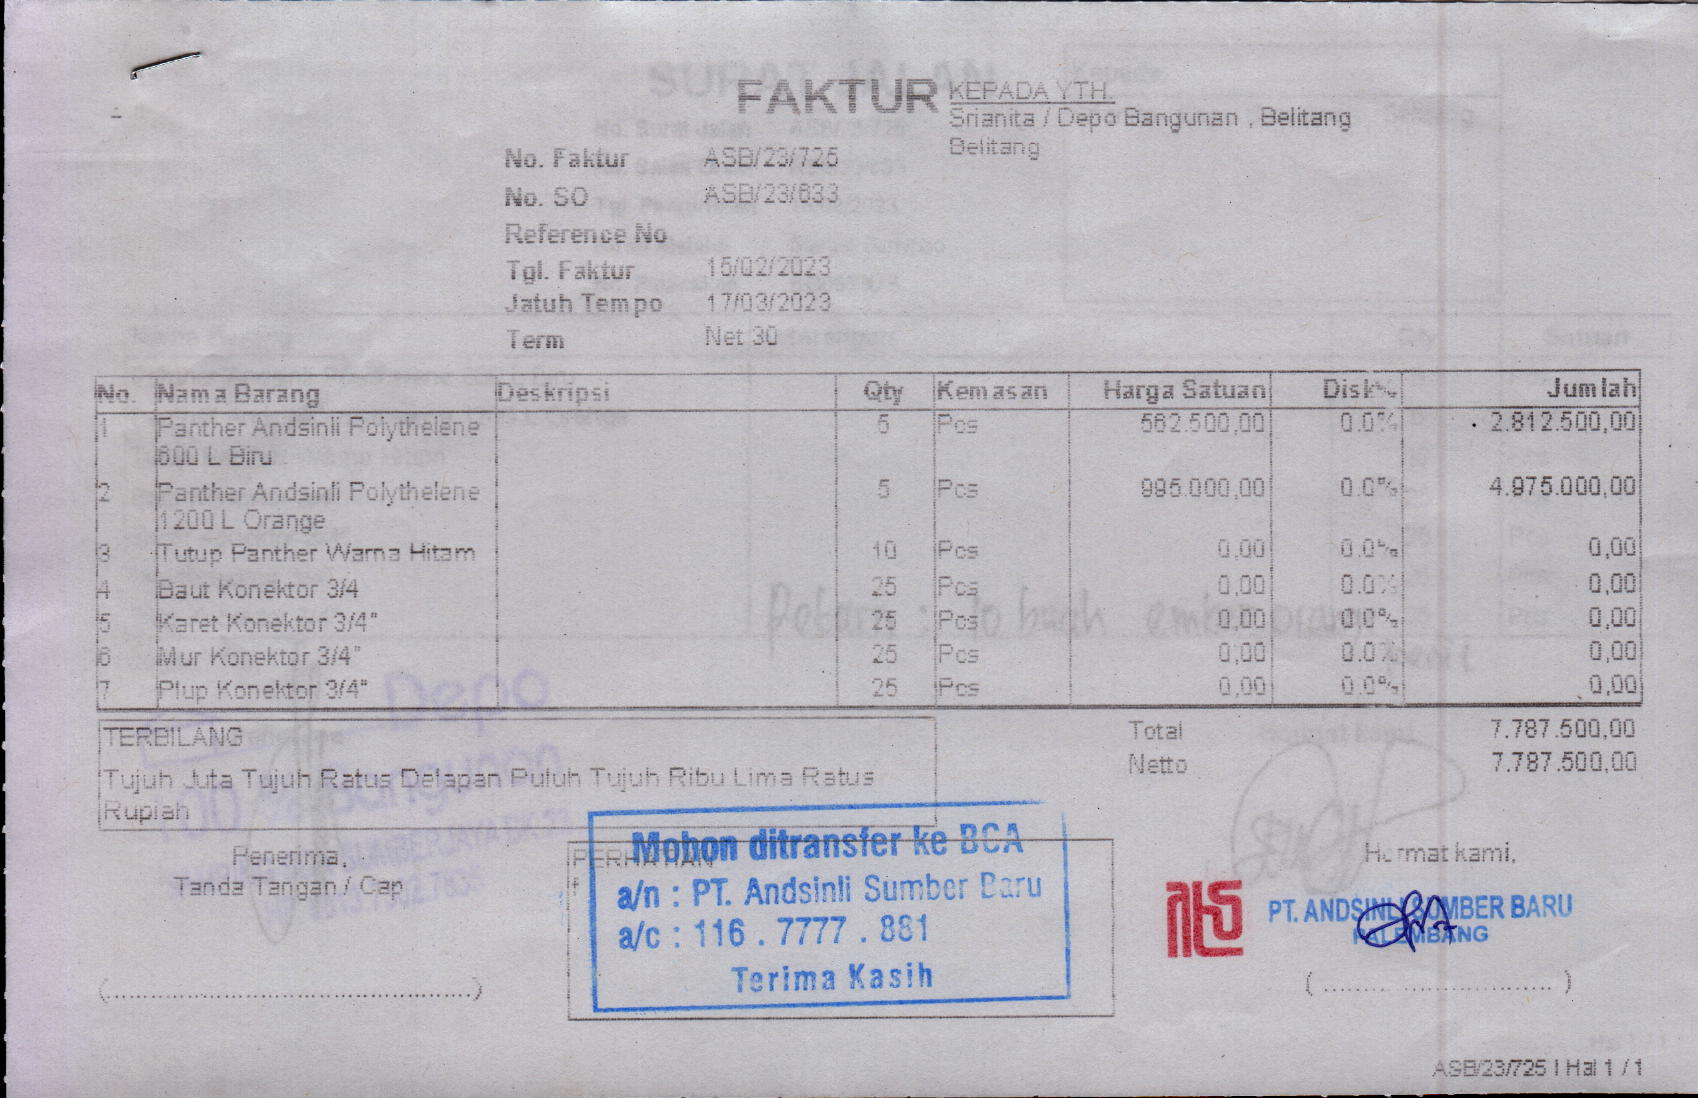 FAKTUR
KEPADA YTH.
Srianita / Depo Bangunan , Belitang
Belitang
No. Faktur ASB/23/725
No. SO ASB/23/633
Reference No
Tgl. Faktur 15/02/2023
Jatuh Tempo 17/03/2023
Term Net 30
No. Nama Barang Deskripsi Qty Kemasan Harga Satuan Disk% Jumlah
1 Panther Andsinli Polythelene 5 Pcs 562.500,00 0.0% 2.812.500,00
600 L Biru
2 Panther Andsinli Polythelene 5 Pcs 995.000,00 0.0% 4.975.000,00
1200 L Orange
3 Tutup Panther Warna Hitam 10 Pcs 0,00 0.0% 0,00
4 Baut Konektor 3/4 25 Pcs 0,00 0.0% 0,00
5 Karet Konektor 3/4" 25 Pcs 0,00 0.0% 0,00
6 Mur Konektor 3/4" 25 Pcs 0,00 0.0% 0,00
7 Plup Konektor 3/4" 25 Pcs 0,00 0.0% 0,00
TERBILANG
Tujuh Juta Tujuh Ratus Delapan Puluh Tujuh Ribu Lima Ratus
Rupiah
Total 7.787.500,00
Netto 7.787.500,00
Depo
Bangunan
Penerima,
Tanda Tangan / Cap
(................................................)
PERHATIAN
Mohon ditransfer ke BCA
a/n : PT. Andsinli Sumber Baru
a/c : 116 . 7777 . 881
Terima Kasih
Hormat kami,
PT. ANDSINLI SUMBER BARU
PALEMBANG
( ................................ )
ASB/23/725 | Hal 1 / 1